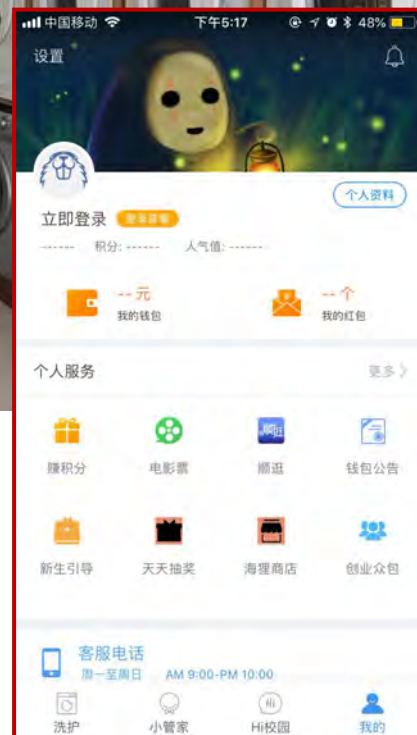 中国移动 下午5:17 48%
设置
个人资料
立即登录
------ 积分: ------ 人气值: ------
-- 元 -- 个
我的钱包 我的红包
个人服务 更多 >
赚积分 电影票 顺逛 钱包公告
新生引导 天天抽奖 海狸商店 创业众包
客服电话
周一至周日 AM 9:00-PM 10:00
洗护 小管家 Hi校园 我的